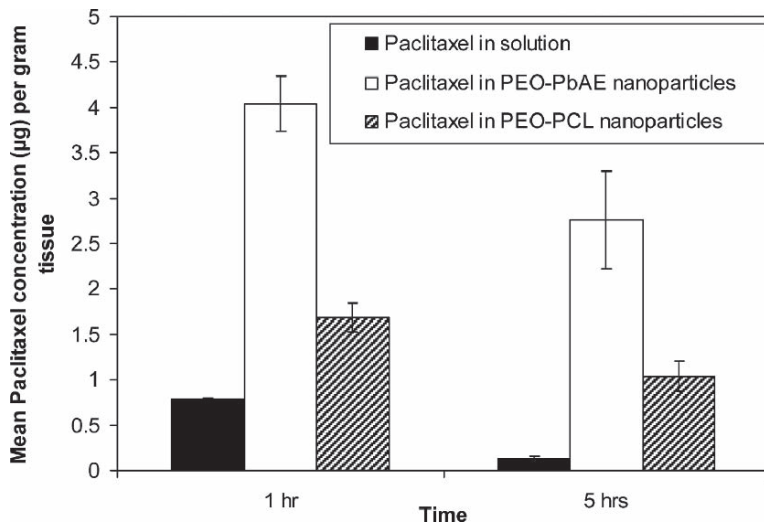 Mean Paclitaxel concentration (µg) per gram
tissue
5
4.5
4
3.5
3
2.5
2
1.5
1
0.5
0
Paclitaxel in solution
Paclitaxel in PEO-PbAE nanoparticles
Paclitaxel in PEO-PCL nanoparticles
1 hr
5 hrs
Time